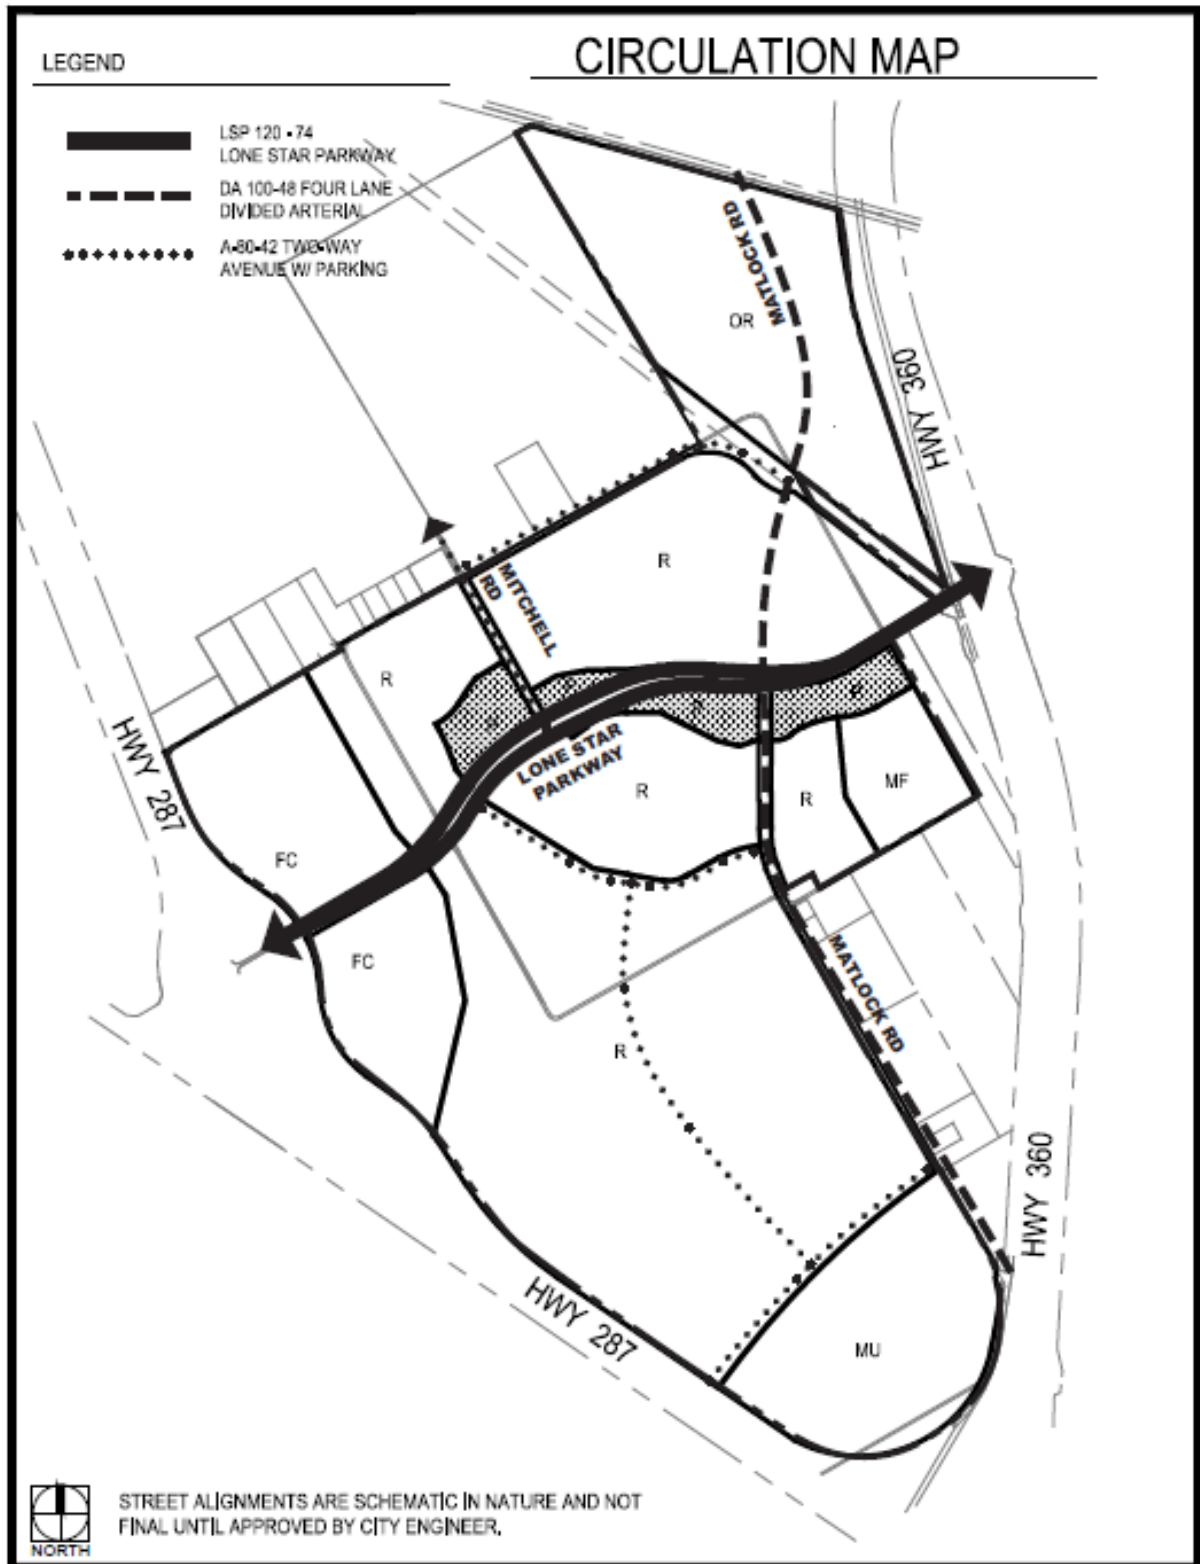 LEGEND
CIRCULATION MAP
LSP 120 - 74
LONE STAR PARKWAY
DA 100-48 FOUR LANE
DIVIDED ARTERIAL
A-80-42 TWO-WAY
AVENUE W/ PARKING
MATLOCK RD
OR
HWY 360
R
MITCHELL
RD
R
HWY 287
LONE STAR
PARKWAY
R
R
MF
FC
FC
MATLOCK RD
R
HWY 360
HWY 287
MU
STREET ALIGNMENTS ARE SCHEMATIC IN NATURE AND NOT
FINAL UNTIL APPROVED BY CITY ENGINEER.
NORTH